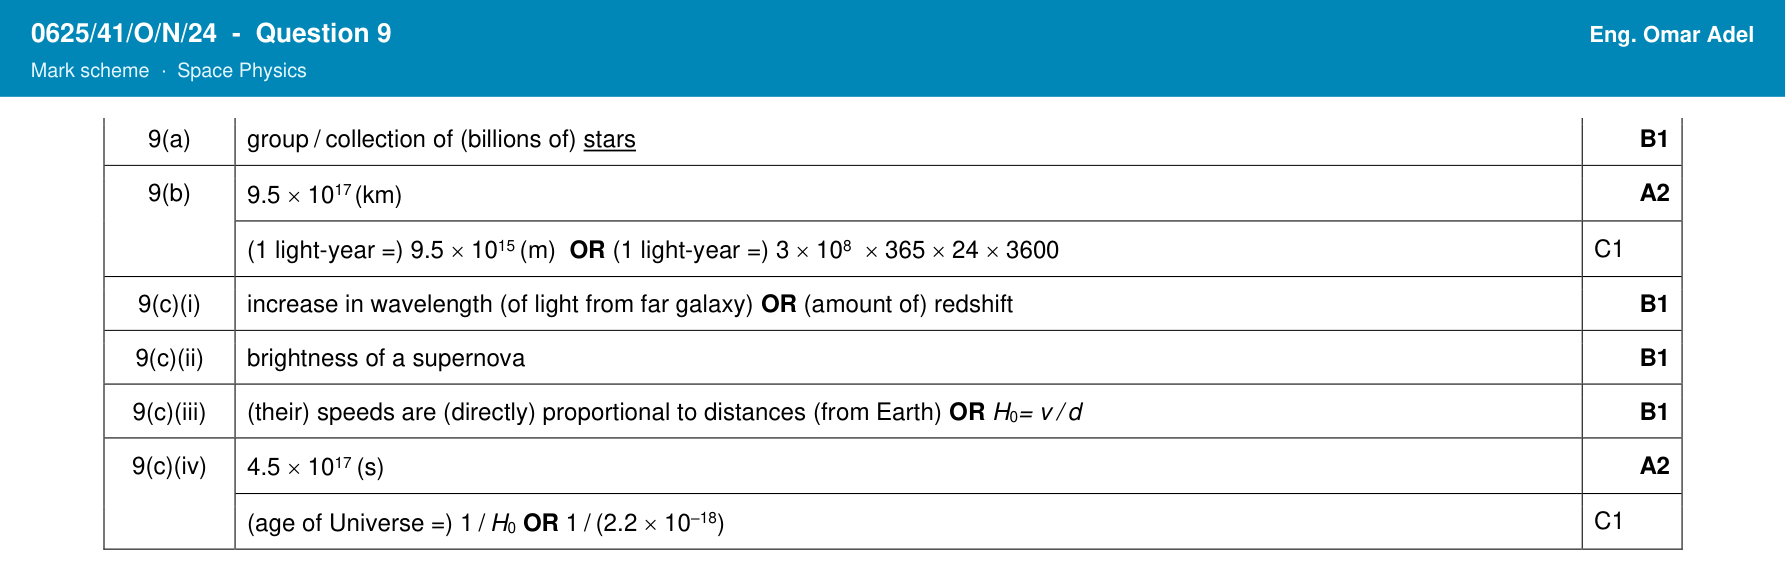 0625/41/O/N/24 - Question 9
Eng. Omar Adel
Mark scheme · Space Physics
9(a) group / collection of (billions of) stars B1
9(b) 9.5 × 10¹⁷ (km) A2
(1 light-year =) 9.5 × 10¹⁵ (m) OR (1 light-year =) 3 × 10⁸ × 365 × 24 × 3600 C1
9(c)(i) increase in wavelength (of light from far galaxy) OR (amount of) redshift B1
9(c)(ii) brightness of a supernova B1
9(c)(iii) (their) speeds are (directly) proportional to distances (from Earth) OR H₀= v / d B1
9(c)(iv) 4.5 × 10¹⁷ (s) A2
(age of Universe =) 1 / H₀ OR 1 / (2.2 × 10⁻¹⁸) C1